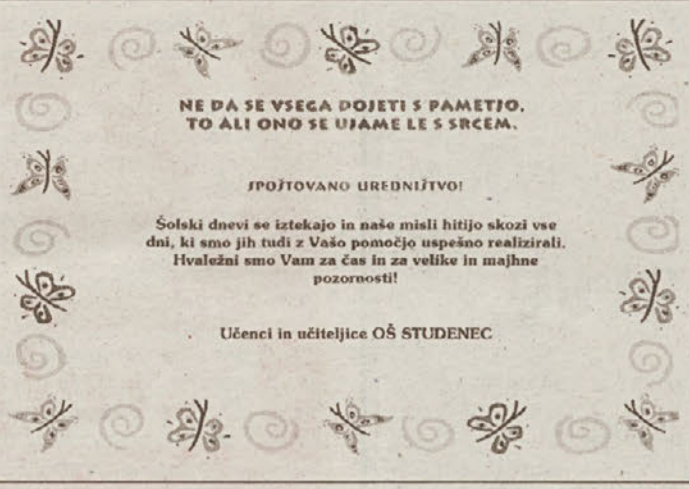 NE DA SE VSEGA DOJETI S PAMETJO.
TO ALI ONO SE UJAME LE S SRCEM.
SPOŠTOVANO UREDNIŠTVO!
Šolski dnevi se iztekajo in naše misli hitijo skozi vse
dni, ki smo jih tudi z Vašo pomočjo uspešno realizirali.
Hvaležni smo Vam za čas in za velike in majhne
pozornosti!
Učenci in učiteljice OŠ STUDENEC